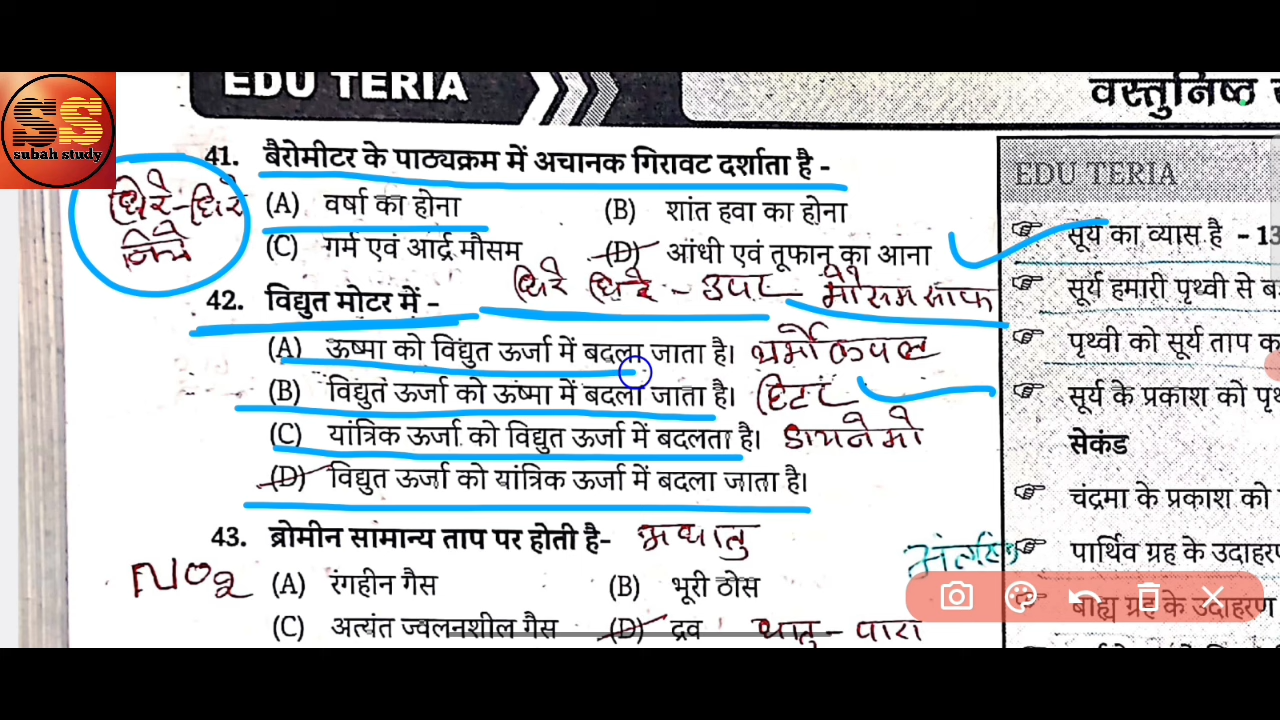 EDU TERIA
वस्तुनिष्ठ
SS
subah study
41. बैरोमीटर के पाठ्यक्रम में अचानक गिरावट दर्शाता है -
(A) वर्षा का होना (B) शांत हवा का होना
(C) गर्म एवं आर्द्र मौसम (D) आंधी एवं तूफान का आना
धिरे-धिरे
निचे
धिरे धिरे - उपर - मौसम साफ
42. विद्युत मोटर में -
(A) ऊष्मा को विद्युत ऊर्जा में बदला जाता है। थर्मोकपल
(B) विद्युत ऊर्जा को ऊष्मा में बदला जाता है। हिटर
(C) यांत्रिक ऊर्जा को विद्युत ऊर्जा में बदलता है। डायनेमो
(D) विद्युत ऊर्जा को यांत्रिक ऊर्जा में बदला जाता है।
43. ब्रोमीन सामान्य ताप पर होती है- अधातु
NO2 (A) रंगहीन गैस (B) भूरी ठोस
(C) अत्यंत ज्वलनशील गैस (D) द्रव धातु - पारा
EDU TERIA
सूर्य का व्यास है - 13
सूर्य हमारी पृथ्वी से
पृथ्वी को सूर्य ताप
सूर्य के प्रकाश को
सेकंड
चंद्रमा के प्रकाश को
पार्थिव ग्रह के उदाहरण
बाह्य ग्रह के उदाहरण